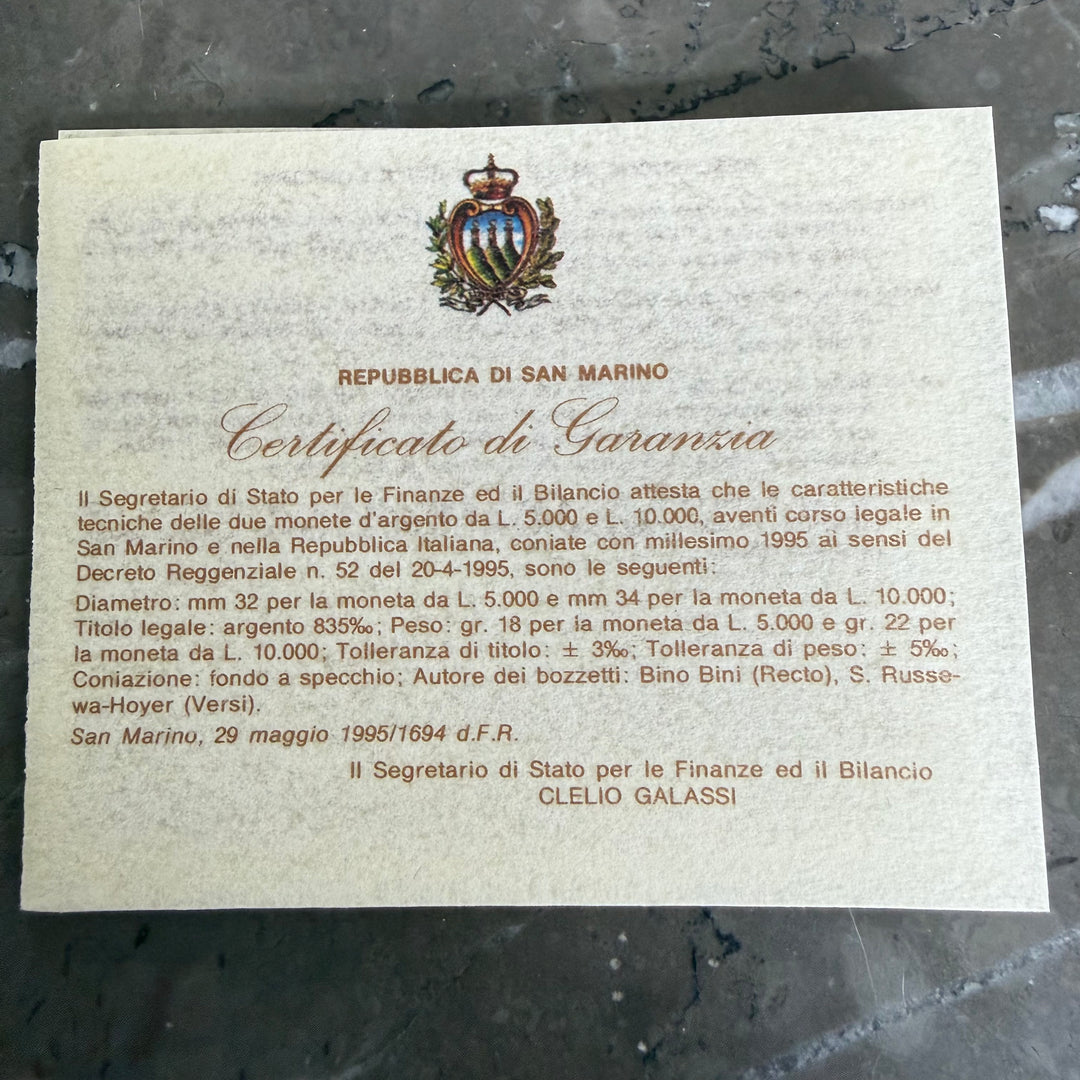 REPUBBLICA DI SAN MARINO
Certificato di Garanzia
Il Segretario di Stato per le Finanze ed il Bilancio attesta che le caratteristiche
tecniche delle due monete d'argento da L. 5.000 e L. 10.000, aventi corso legale in
San Marino e nella Repubblica Italiana, coniate con millesimo 1995 ai sensi del
Decreto Reggenziale n. 52 del 20-4-1995, sono le seguenti:
Diametro: mm 32 per la moneta da L. 5.000 e mm 34 per la moneta da L. 10.000;
Titolo legale: argento 835‰; Peso: gr. 18 per la moneta da L. 5.000 e gr. 22 per
la moneta da L. 10.000; Tolleranza di titolo: ± 3‰; Tolleranza di peso: ± 5‰;
Coniazione: fondo a specchio; Autore dei bozzetti: Bino Bini (Recto), S. Russe-
wa-Hoyer (Versi).
San Marino, 29 maggio 1995/1694 d.F.R.
Il Segretario di Stato per le Finanze ed il Bilancio
CLELIO GALASSI